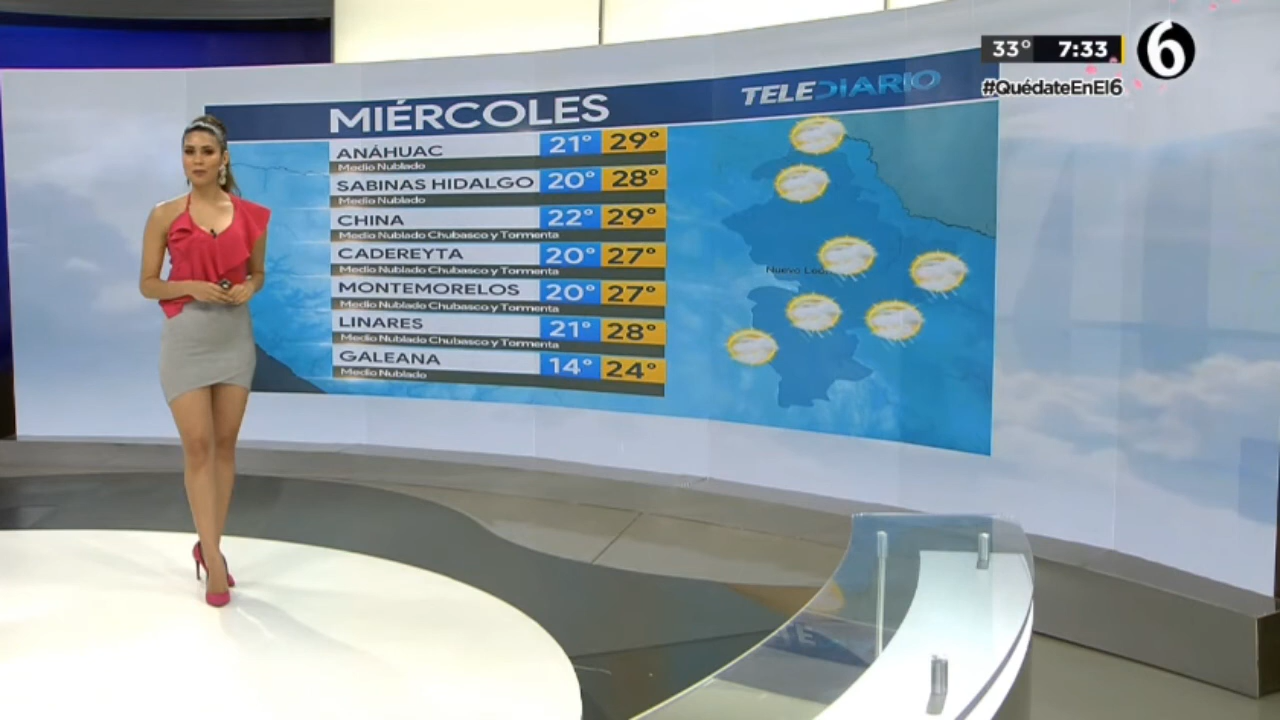 33° 7:33 6
#QuédateEnEl6
TELEDIARIO
MIÉRCOLES
ANÁHUAC 21° 29°
Medio Nublado
SABINAS HIDALGO 20° 28°
Medio Nublado
CHINA 22° 29°
Medio Nublado Chubasco y Tormenta
CADEREYTA 20° 27°
Medio Nublado Chubasco y Tormenta
MONTEMORELOS 20° 27°
Medio Nublado Chubasco y Tormenta
LINARES 21° 28°
Medio Nublado Chubasco y Tormenta
GALEANA 14° 24°
Medio Nublado
Nuevo León